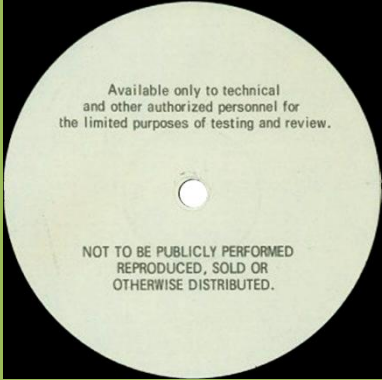 Available only to technical
and other authorized personnel for
the limited purposes of testing and review.
NOT TO BE PUBLICLY PERFORMED
REPRODUCED, SOLD OR
OTHERWISE DISTRIBUTED.